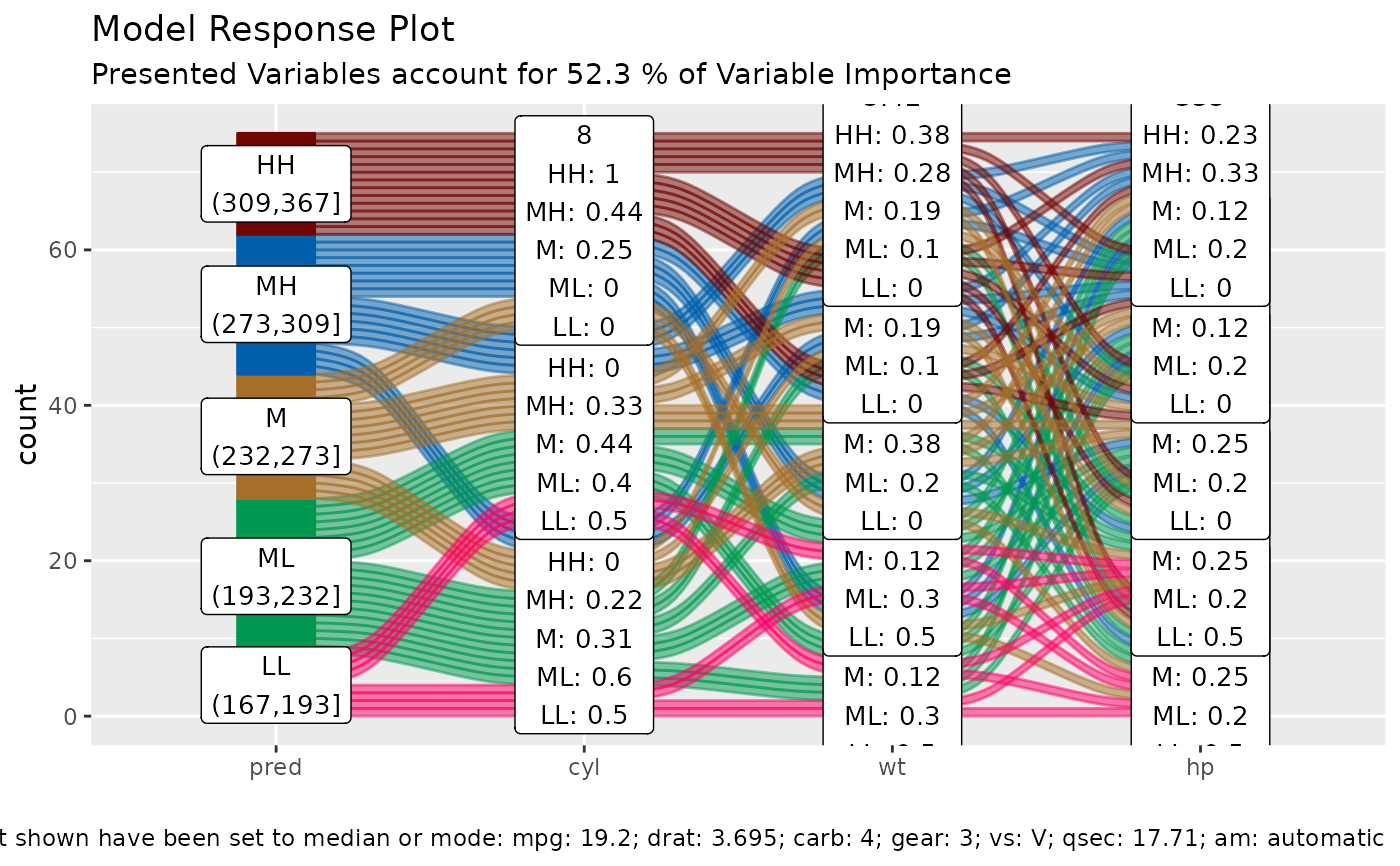 Model Response Plot
Presented Variables account for 52.3 % of Variable Importance
count
60
40
20
0
HH
(309,367]
MH
(273,309]
M
(232,273]
ML
(193,232]
LL
(167,193]
8
HH: 1
MH: 0.44
M: 0.25
ML: 0
LL: 0
HH: 0
MH: 0.33
M: 0.44
ML: 0.4
LL: 0.5
HH: 0
MH: 0.22
M: 0.31
ML: 0.6
LL: 0.5
HH: 0.38
MH: 0.28
M: 0.19
ML: 0.1
LL: 0
M: 0.19
ML: 0.1
LL: 0
M: 0.38
ML: 0.2
LL: 0
M: 0.12
ML: 0.3
LL: 0.5
M: 0.12
ML: 0.3
HH: 0.23
MH: 0.33
M: 0.12
ML: 0.2
LL: 0
M: 0.12
ML: 0.2
LL: 0
M: 0.25
ML: 0.2
LL: 0
M: 0.25
ML: 0.2
LL: 0.5
M: 0.25
ML: 0.2
pred
cyl
wt
hp
t shown have been set to median or mode: mpg: 19.2; drat: 3.695; carb: 4; gear: 3; vs: V; qsec: 17.71; am: automatic